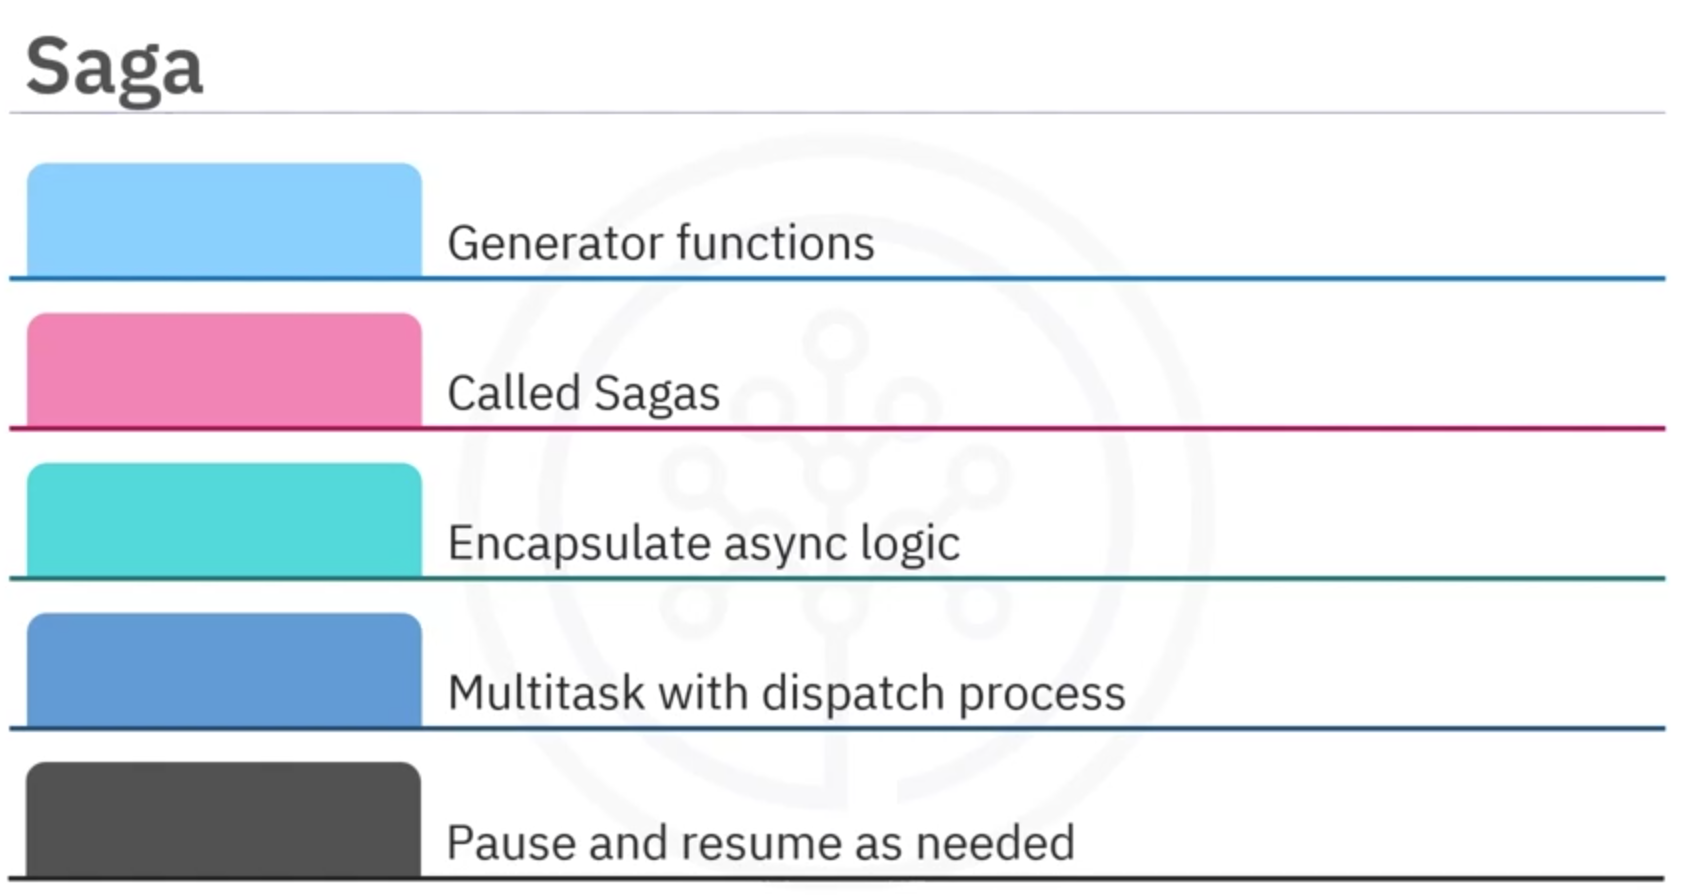 Saga
Generator functions
Called Sagas
Encapsulate async logic
Multitask with dispatch process
Pause and resume as needed